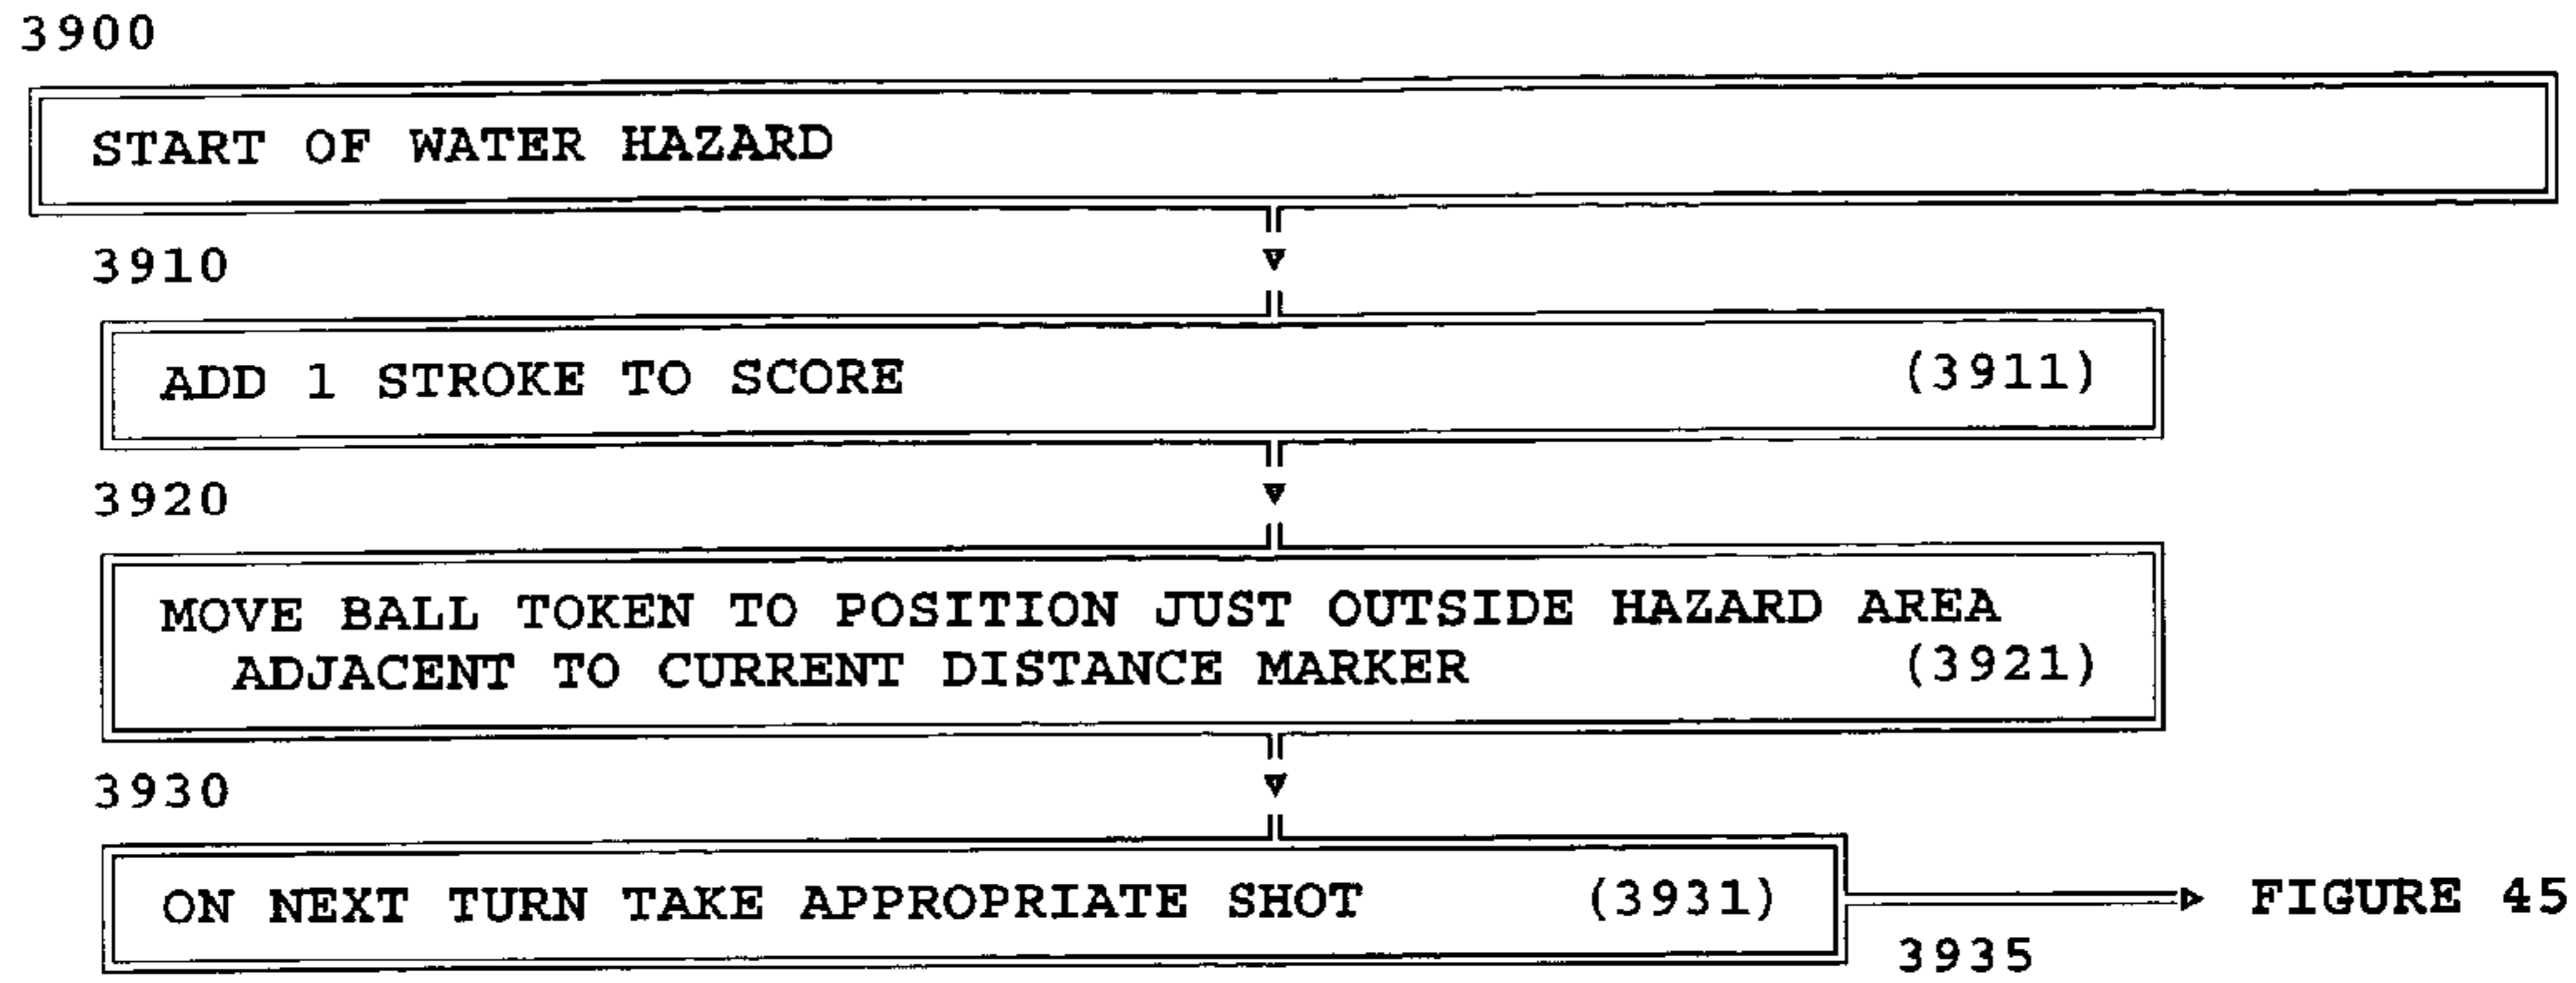 3900
START OF WATER HAZARD
3910
ADD 1 STROKE TO SCORE (3911)
3920
MOVE BALL TOKEN TO POSITION JUST OUTSIDE HAZARD AREA
ADJACENT TO CURRENT DISTANCE MARKER (3921)
3930
ON NEXT TURN TAKE APPROPRIATE SHOT (3931) FIGURE 45
3935